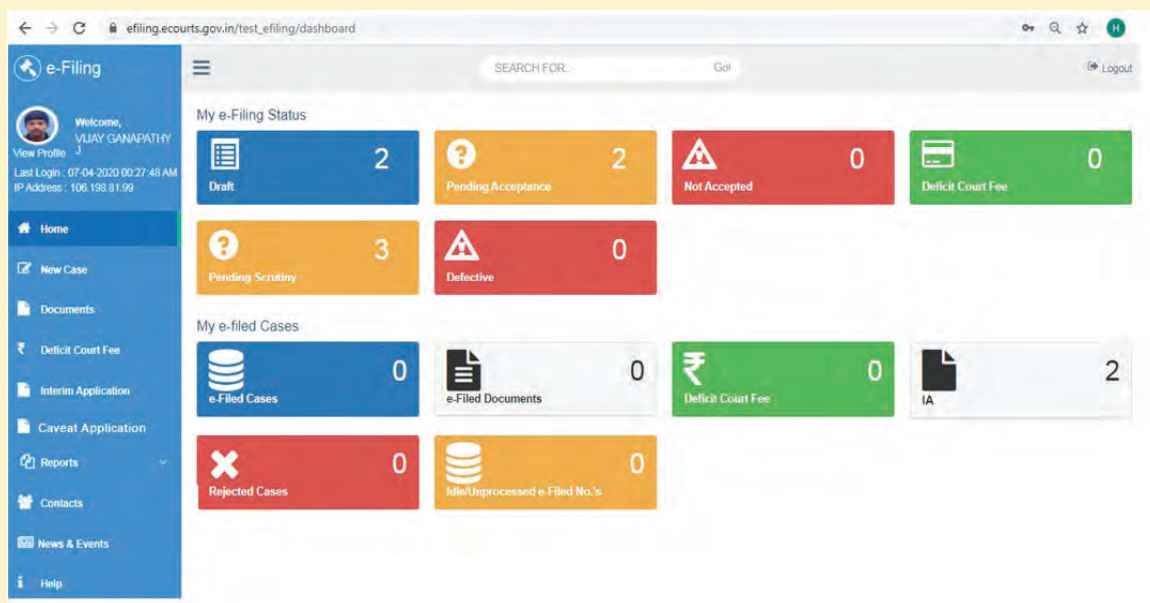 efiling.ecourts.gov.in/test_efiling/dashboard
H
e-Filing
SEARCH FOR..
Go!
Logout
Welcome,
VIJAY GANAPATHY
J
View Profile
Last Login : 07-04-2020 00:27:48 AM
IP Address : 106.198.81.99
Home
New Case
Documents
₹ Deficit Court Fee
Interim Application
Caveat Application
Reports
Contacts
News & Events
i Help
My e-Filing Status
2
Draft
? 2
Pending Acceptance
0
Not Accepted
0
Deficit Court Fee
? 3
Pending Scrutiny
0
Defective
My e-filed Cases
0
e-Filed Cases
0
e-Filed Documents
₹ 0
Deficit Court Fee
2
IA
0
Rejected Cases
0
Idle/Unprocessed e-Filed No.'s